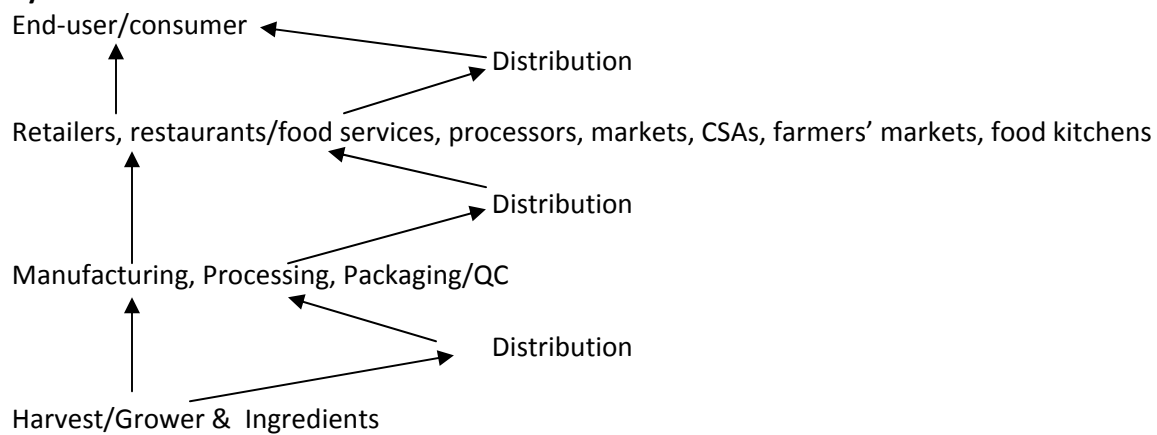 End-user/consumer
Distribution
Retailers, restaurants/food services, processors, markets, CSAs, farmers’ markets, food kitchens
Distribution
Manufacturing, Processing, Packaging/QC
Distribution
Harvest/Grower & Ingredients